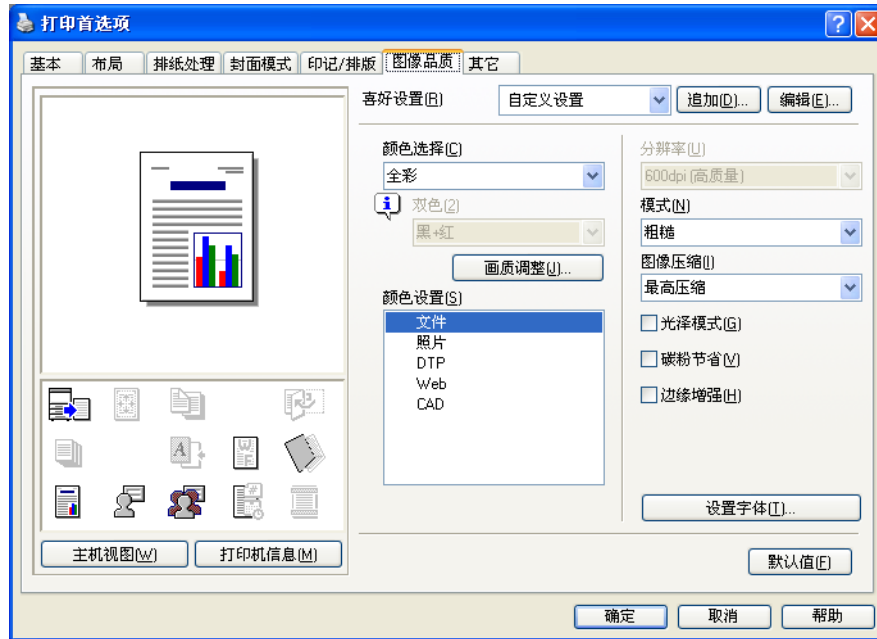 打印首选项
基本 布局 排纸处理 封面模式 印记/排版 图像品质 其它
喜好设置(R) 自定义设置 追加(D)... 编辑(E)...
颜色选择(C)
全彩
双色(2)
黑+红
画质调整(J)...
颜色设置(S)
文件
照片
DTP
Web
CAD
分辨率(U)
600dpi (高质量)
模式(N)
粗糙
图像压缩(I)
最高压缩
光泽模式(G)
碳粉节省(V)
边缘增强(H)
设置字体(T)...
主机视图(W) 打印机信息(M)
默认值(F)
确定 取消 帮助